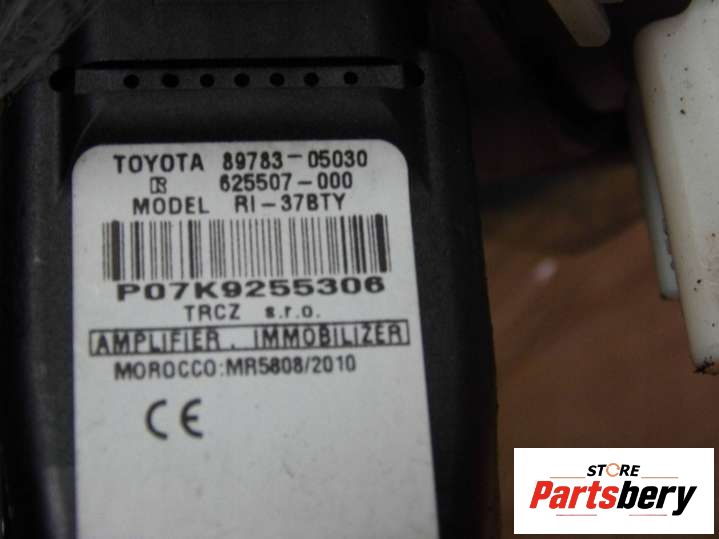 TOYOTA 89783-05030
R 625507-000
MODEL RI-37BTY
P07K9255306
TRCZ s.r.o.
AMPLIFIER. IMMOBILIZER
MOROCCO:MR5808/2010
CE
STORE
Partsbery